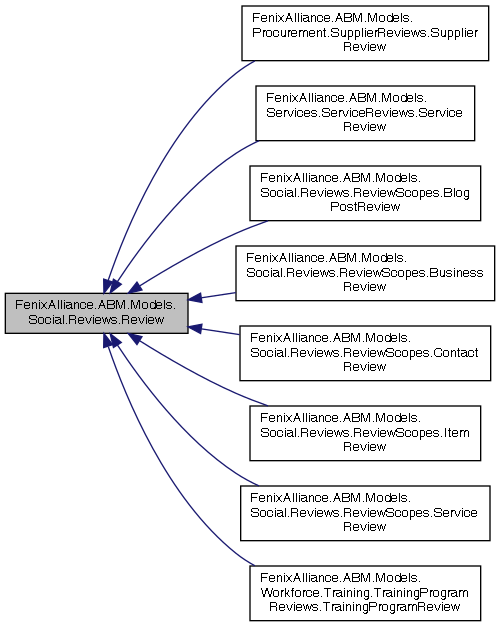 FenixAlliance.ABM.Models.
Procurement.SupplierReviews.Supplier
Review
FenixAlliance.ABM.Models.
Services.ServiceReviews.Service
Review
FenixAlliance.ABM.Models.
Social.Reviews.ReviewScopes.Blog
PostReview
FenixAlliance.ABM.Models.
Social.Reviews.ReviewScopes.Business
Review
FenixAlliance.ABM.Models.
Social.Reviews.Review
FenixAlliance.ABM.Models.
Social.Reviews.ReviewScopes.Contact
Review
FenixAlliance.ABM.Models.
Social.Reviews.ReviewScopes.Item
Review
FenixAlliance.ABM.Models.
Social.Reviews.ReviewScopes.Service
Review
FenixAlliance.ABM.Models.
Workforce.Training.TrainingProgram
Reviews.TrainingProgramReview